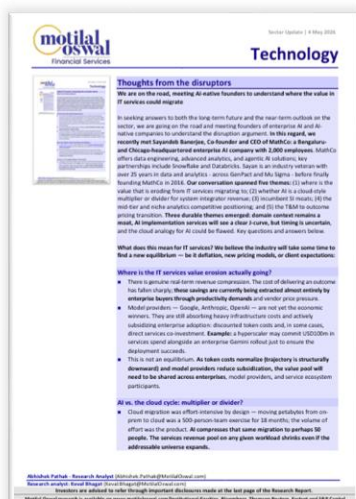 Sector Update | 4 May 2026
motilal
oswal
Financial Services
Technology
Thoughts from the disruptors
We are on the road, meeting AI-native founders to understand where the value in
IT services could migrate
In seeking answers to both the long-term future and the near-term outlook on the
sector, we are going on the road and meeting founders of enterprise AI and AI-
native companies to understand the disruption argument. In this regard, we
recently met Sayandeb Banerjee, Co-founder and CEO of MathCo: a Bengaluru-
and Chicago-headquartered enterprise AI company with 2,000 employees. MathCo
offers data engineering, advanced analytics, and agentic AI solutions; key
partnerships include Snowflake and Databricks. Sayan is an industry veteran with
over 25 years in data and analytics - across GenPact and Mu Sigma - before finally
founding MathCo in 2016. Our conversation spanned five themes: (1) where is the
value that is eroding from IT services migrating to; (2) whether AI is a cloud-style
multiplier or divider for system integrator revenue; (3) incumbent SI meats; (4) the
mid-tier and niche analytics competitive positioning; and (5) the T&M to outcome
pricing transition. Three durable themes emerged: domain context remains a
moat, AI implementation services will see a clear J-curve, but timing is uncertain,
and the cloud analogy for AI could be flawed. Key questions and answers below.
What does this mean for IT services? We believe the industry will take some time to
find a new equilibrium — be it deflation, new pricing models, or client expectations:
Where is the IT services value erosion actually going?
There is genuine real-term revenue compression. The cost of delivering an outcome
has fallen sharply; these savings are currently being extracted almost entirely by
enterprise buyers through productivity demands and vendor price pressure.
Model providers — Google, Anthropic, OpenAI — are not yet the economic
winners. They are still absorbing heavy infrastructure costs and actively
subsidizing enterprise adoption: discounted token costs and, in some cases,
direct services co-investment. Example: a hyperscaler may commit USD100m in
services spend alongside an enterprise Gemini rollout just to ensure the
deployment succeeds.
This is not an equilibrium. As token costs normalize (trajectory is structurally
downward) and model providers reduce subsidization, the value pool will
need to be shared across enterprises, model providers, and service ecosystem
participants.
AI vs. the cloud cycle: multiplier or divider?
Cloud migration was effort-intensive by design — moving petabytes from on-
prem to cloud was a 500-person-team exercise for 18 months; the volume of
effort was the product. AI compresses that same migration to perhaps 50
people. The services revenue pool on any given workload shrinks even if the
addressable universe expands.
Abhishek Pathak - Research Analyst (Abhishek.Pathak@MotilalOswal.com)
Research analyst: Keval Bhagat (Keval.Bhagat@MotilalOswal.com)
Investors are advised to refer through important disclosures made at the last page of the Research Report.